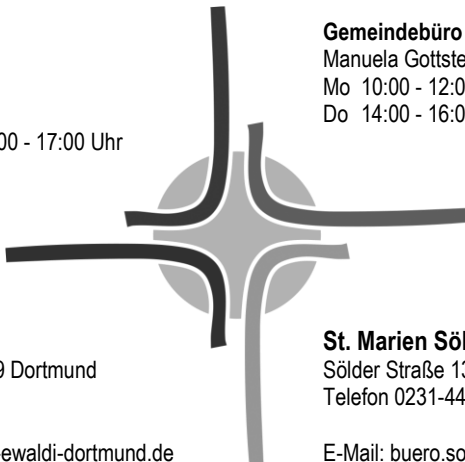 00 - 17:00 Uhr
9 Dortmund
-ewaldi-dortmund.de
Gemeindebüro
Manuela Gottste
Mo 10:00 - 12:0
Do 14:00 - 16:0
St. Marien Söl
Sölder Straße 13
Telefon 0231-44
E-Mail: buero.so